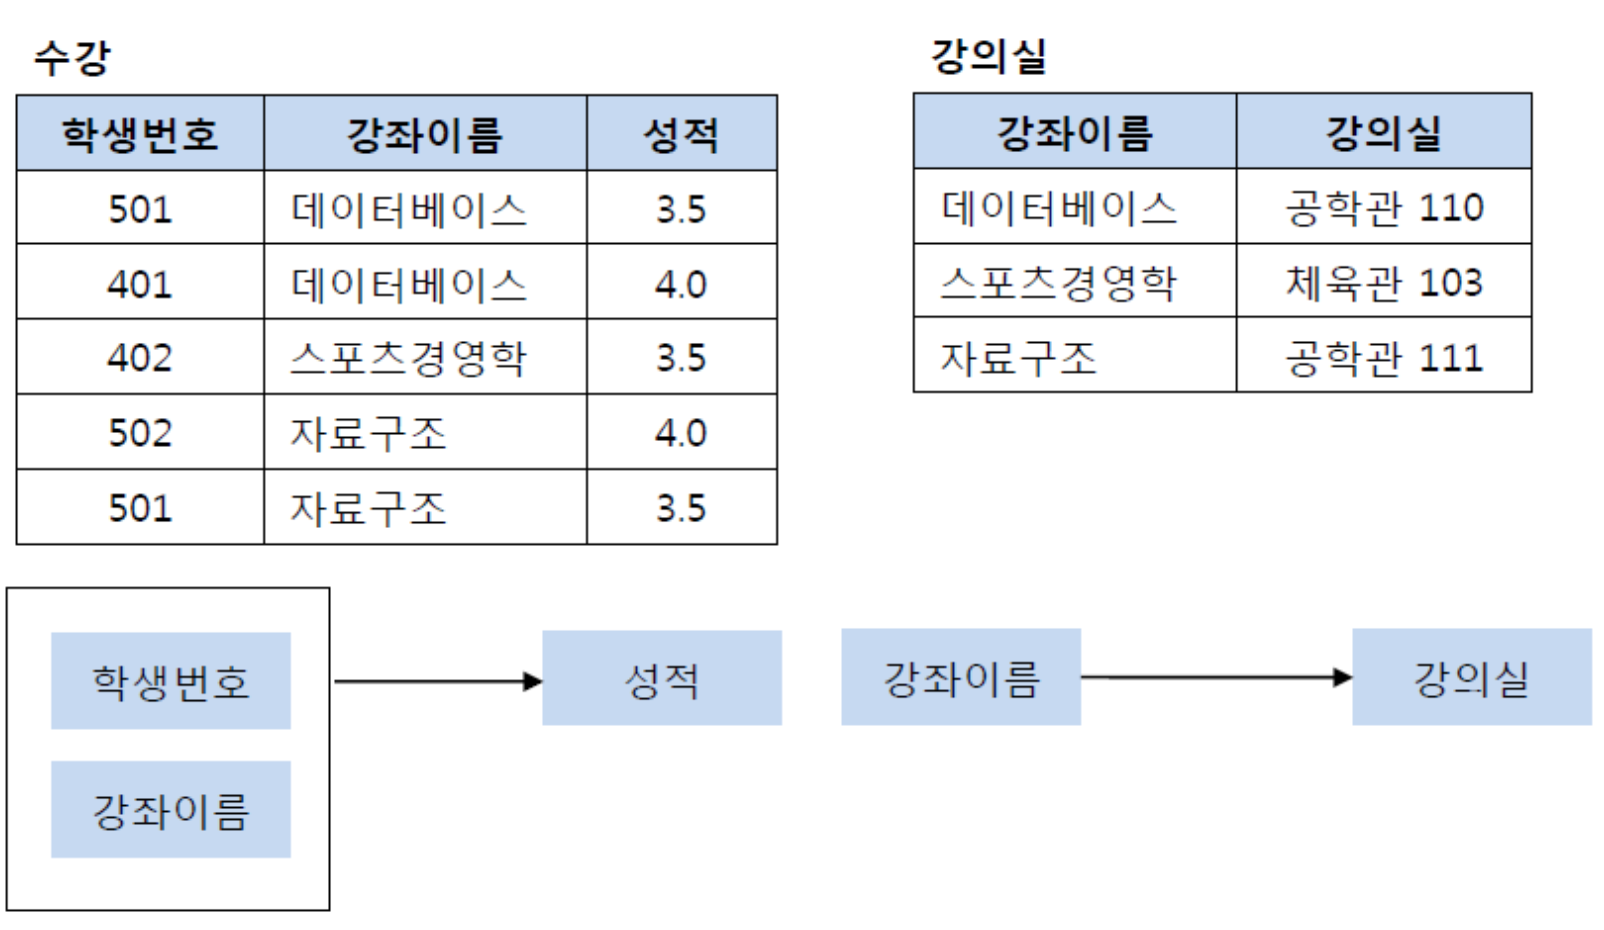 수강
학생번호 강좌이름 성적
501 데이터베이스 3.5
401 데이터베이스 4.0
402 스포츠경영학 3.5
502 자료구조 4.0
501 자료구조 3.5
강의실
강좌이름 강의실
데이터베이스 공학관 110
스포츠경영학 체육관 103
자료구조 공학관 111
학생번호
강좌이름
성적
강좌이름
강의실